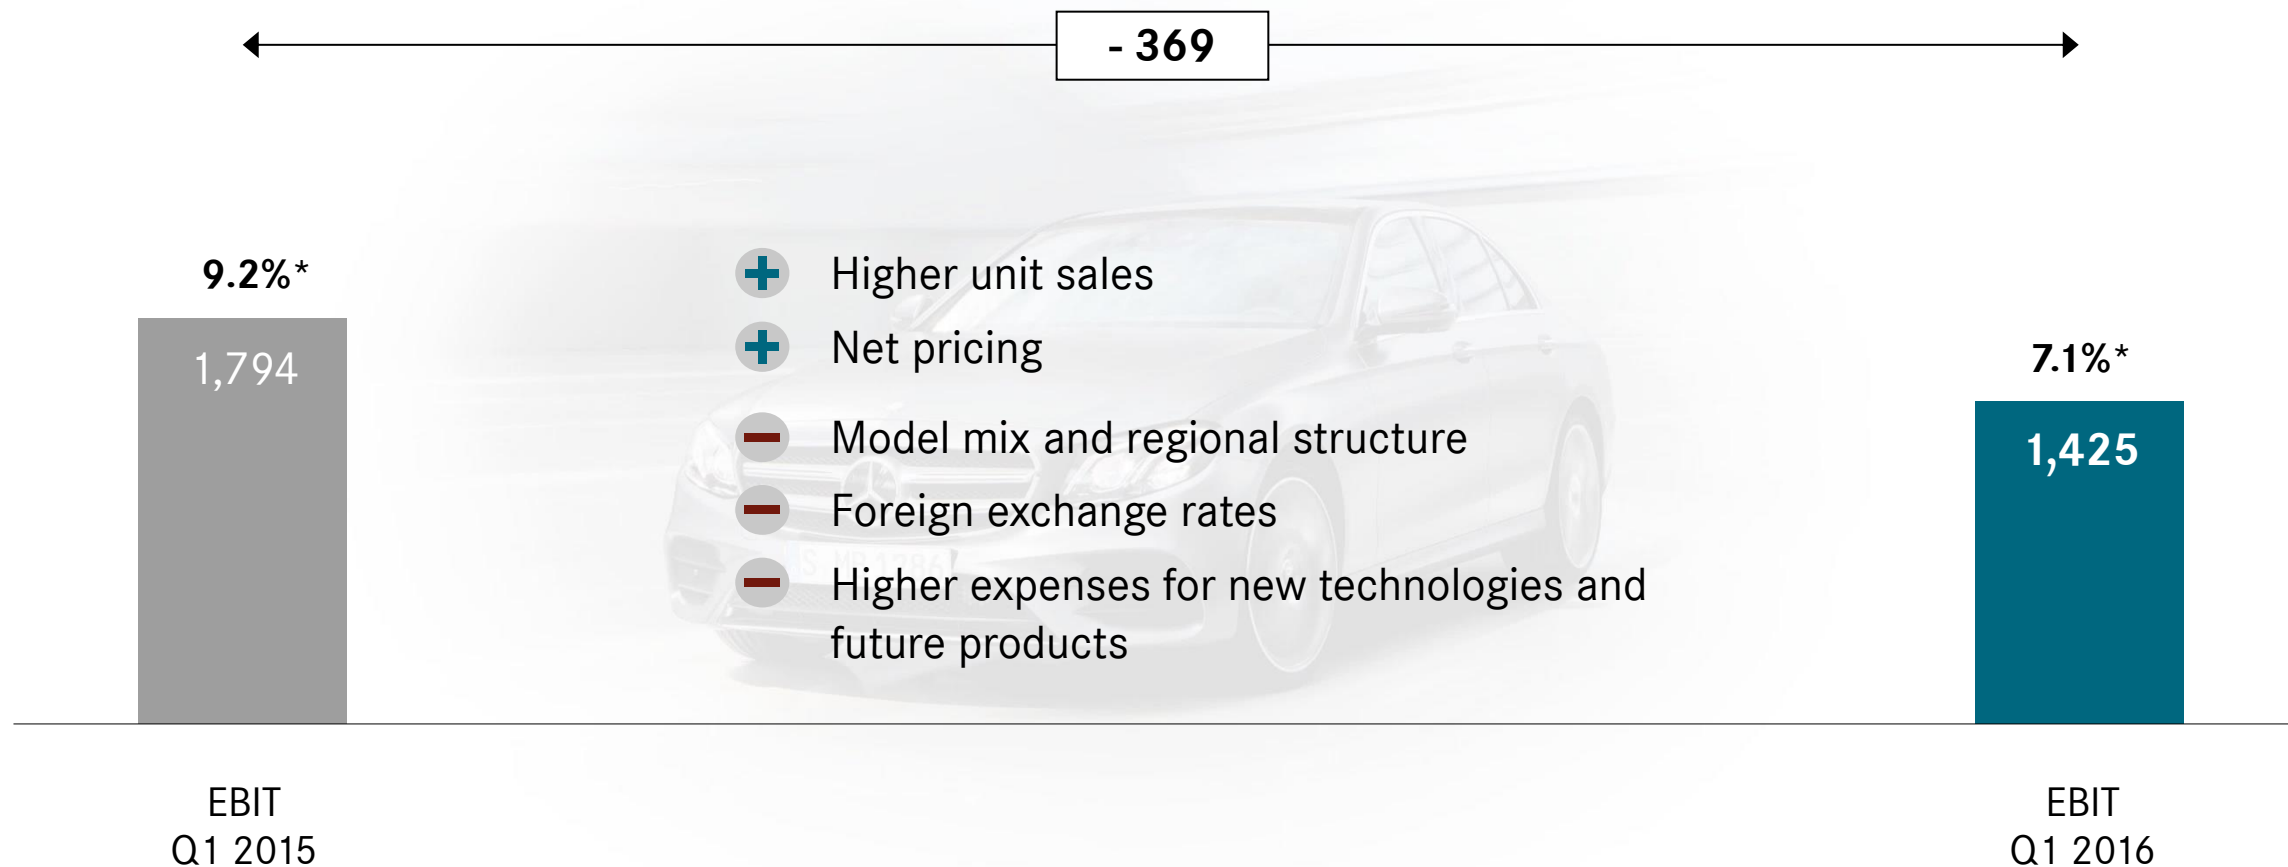 - 369
9.2%*
1,794
Higher unit sales
Net pricing
Model mix and regional structure
Foreign exchange rates
Higher expenses for new technologies and
future products
7.1%*
1,425
EBIT
Q1 2015
EBIT
Q1 2016